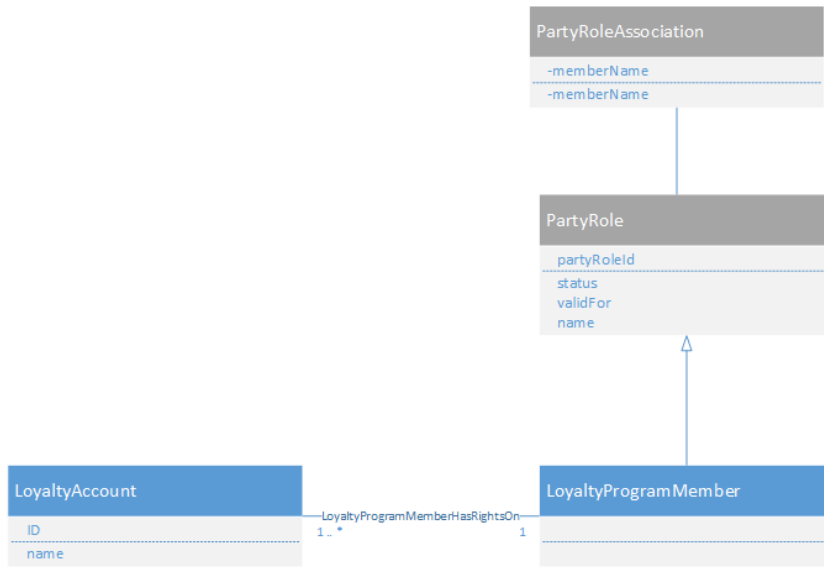 PartyRoleAssociation
-memberName
-memberName
PartyRole
partyRoleId
status
validFor
name
LoyaltyAccount
ID
name
LoyaltyProgramMemberHasRightsOn
1.. *
1
LoyaltyProgramMember